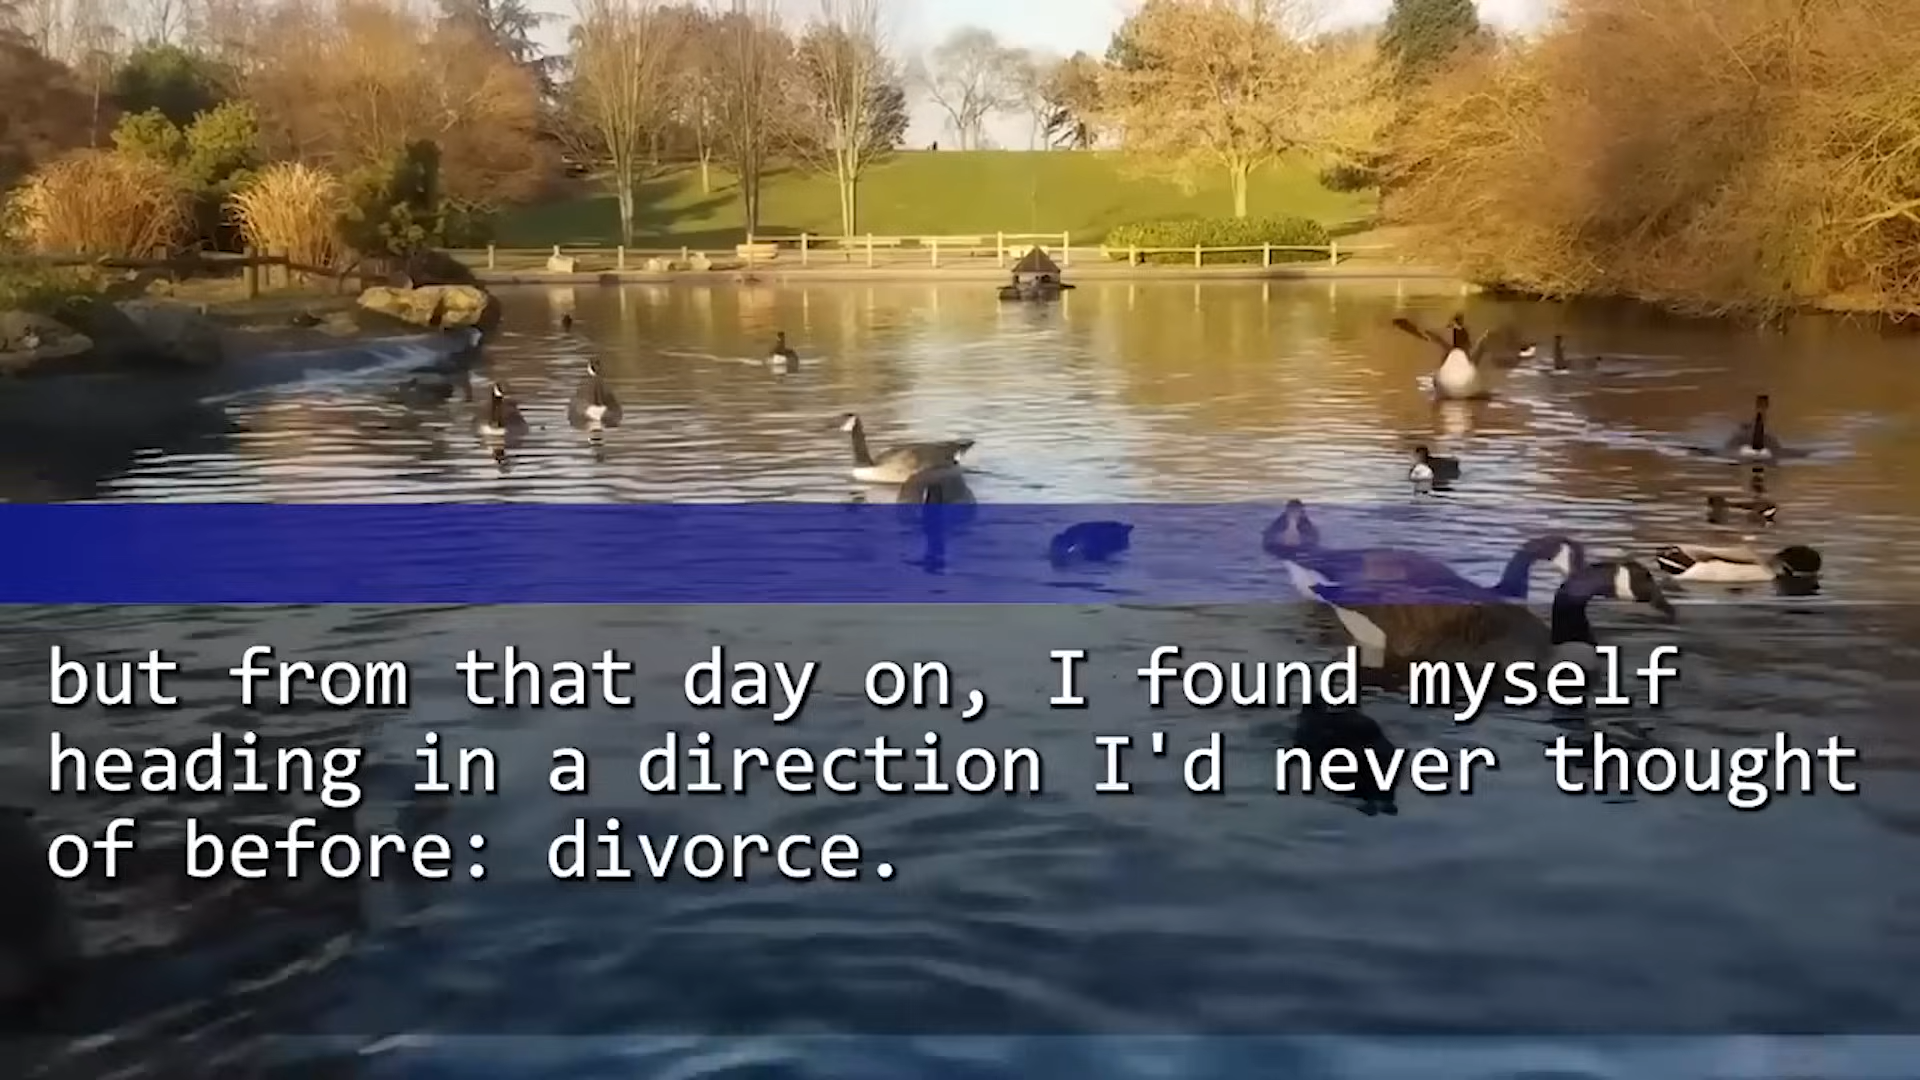 but from that day on, I found myself
heading in a direction I'd never thought
of before: divorce.